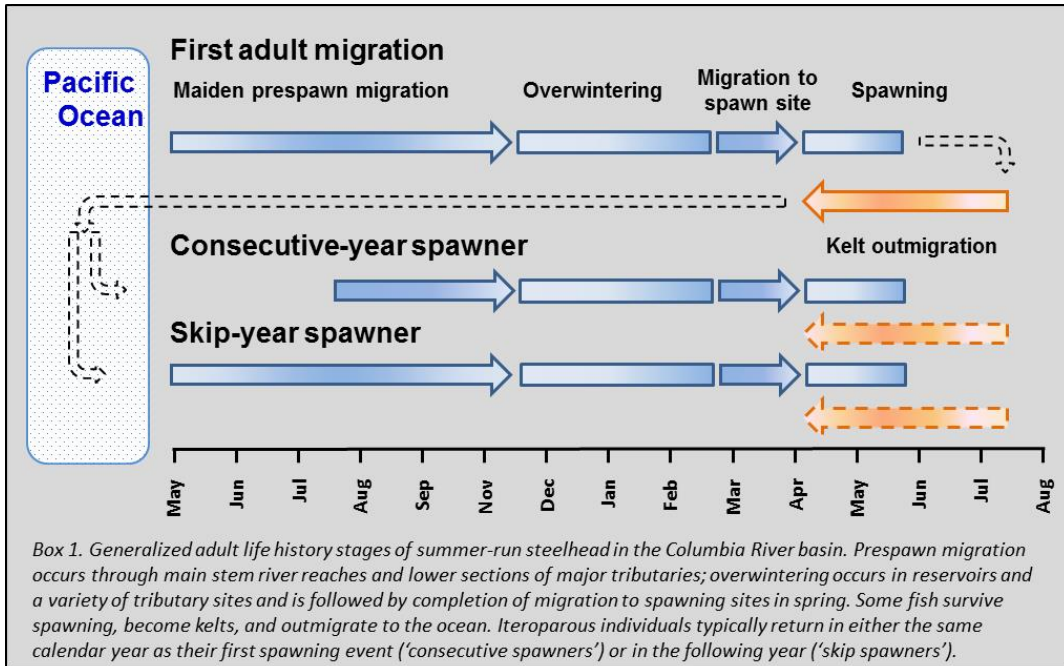 First adult migration
Pacific
Ocean
Maiden prespawn migration
Overwintering
Migration to
spawn site
Spawning
Consecutive-year spawner
Kelt outmigration
Skip-year spawner
May
Jun
Jul
Aug
Sep
Nov
Dec
Jan
Feb
Mar
Apr
May
Jun
Jul
Aug
Box 1. Generalized adult life history stages of summer-run steelhead in the Columbia River basin. Prespawn migration
occurs through main stem river reaches and lower sections of major tributaries; overwintering occurs in reservoirs and
a variety of tributary sites and is followed by completion of migration to spawning sites in spring. Some fish survive
spawning, become kelts, and outmigrate to the ocean. Iteroparous individuals typically return in either the same
calendar year as their first spawning event (‘consecutive spawners’) or in the following year (‘skip spawners’).